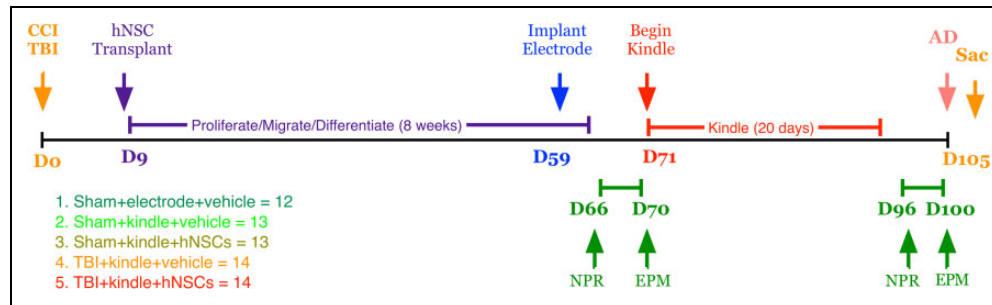 CCI
TBI
hNSC
Transplant
Implant
Electrode
Begin
Kindle
AD
Sac
Proliferate/Migrate/Differentiate (8 weeks)
Kindle (20 days)
D0
D9
D59
D71
D105
1. Sham+electrode+vehicle = 12
2. Sham+kindle+vehicle = 13
3. Sham+kindle+hNSCs = 13
4. TBI+kindle+vehicle = 14
5. TBI+kindle+hNSCs = 14
D66
D70
D96
D100
NPR
EPM
NPR
EPM